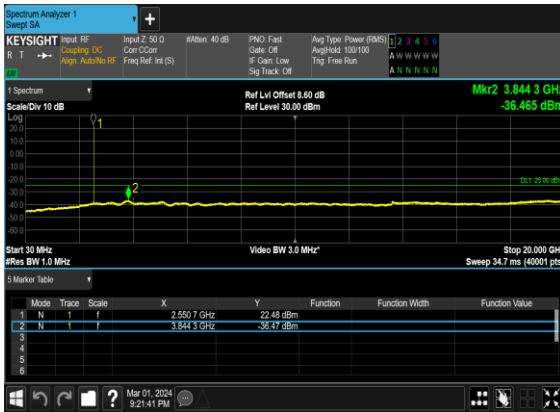 Spectrum Analyzer 1
Swept SA
+
KEYSIGHT
R T
Input: RF
Coupling: DC
Align: Auto/No RF
Input Z: 50 Ω
Corr CCorr
Freq Ref: Int (S)
#Atten: 40 dB
PNO: Fast
Gate: Off
IF Gain: Low
Sig Track: Off
Avg Type: Power (RMS)
Avg|Hold: 100/100
Trig: Free Run
1 2 3 4 5 6
A W W W W W
A N N N N N
1 Spectrum
Scale/Div 10 dB
Ref Lvl Offset 8.60 dB
Ref Level 30.00 dBm
Mkr2 3.844 3 GHz
-36.465 dBm
Log
20.0
10.0
0.00
-10.0
-20.0
-30.0
-40.0
-50.0
-60.0
1
2
DL1 -25.00 dBm
Start 30 MHz
#Res BW 1.0 MHz
Video BW 3.0 MHz*
Stop 20.000 GHz
Sweep 34.7 ms (40001 pts)
5 Marker Table
Mode Trace Scale X Y Function Function Width Function Value
1 N 1 f 2.550 7 GHz 22.48 dBm
2 N 1 f 3.844 3 GHz -36.47 dBm
3
4
5
6
?
Mar 01, 2024
9:21:41 PM